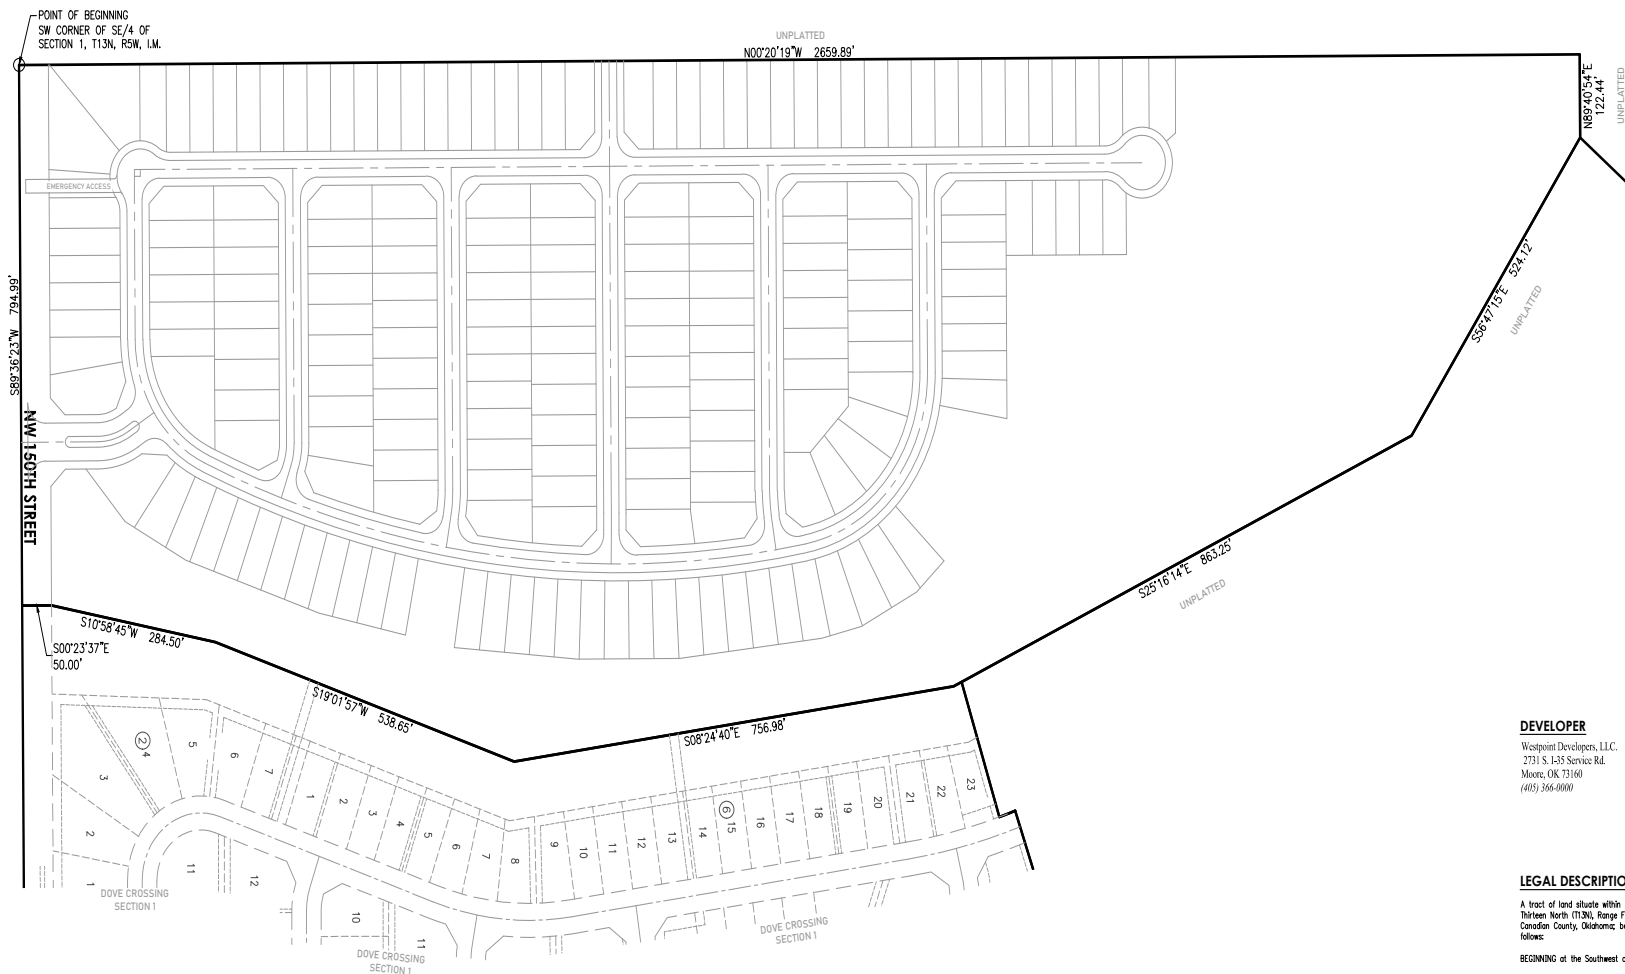 POINT OF BEGINNING
SW CORNER OF SE/4 OF
SECTION 1, T13N, R5W, I.M.
UNPLATTED
N00°20'19"W 2659.89'
N89°40'54"E
122.44'
UNPLATTED
EMERGENCY ACCESS
S89°36'23"W 794.99'
NW 150TH STREET
S56°47'15"E 524.12'
UNPLATTED
S25°16'14"E 863.25'
UNPLATTED
S10°58'45"W 284.50'
S00°23'37"E
50.00'
S19°01'57"W 538.65'
S08°24'40"E 756.98'
2
4
5
6
7
3
2
1
11
12
1
2
3
4
5
6
7
8
9
10
11
12
13
14
6
15
16
17
18
19
20
21
22
23
10
11
DOVE CROSSING
SECTION 1
DOVE CROSSING
SECTION 1
DOVE CROSSING
SECTION 1
DEVELOPER
Westpoint Developers, LLC.
2731 S. I-35 Service Rd.
Moore, OK 73160
(405) 366-0000
LEGAL DESCRIPTIO
A tract of land situate within
Thirteen North (T13N), Range F
Canadian County, Oklahoma; b
follows:
BEGINNING at the Southwest c